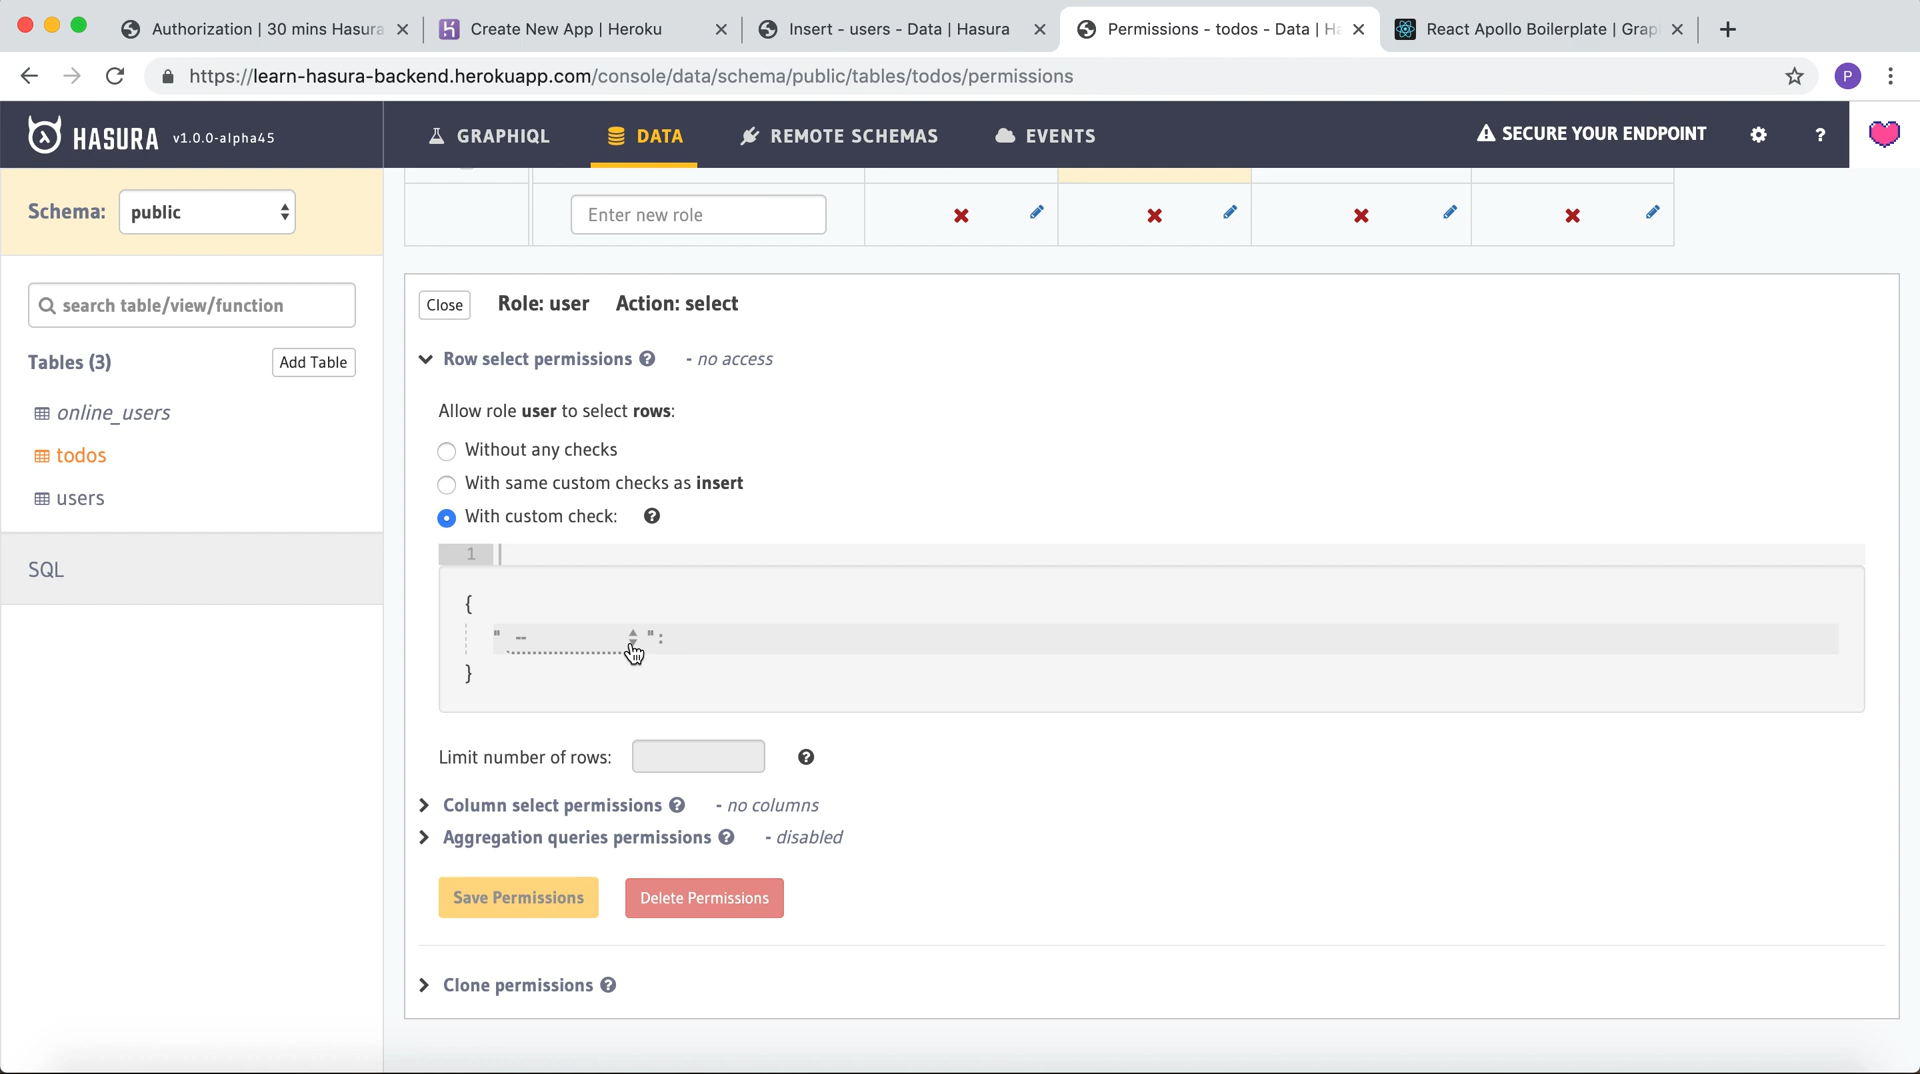 Authorization | 30 mins Hasura
Create New App | Heroku
Insert - users - Data | Hasura
Permissions - todos - Data | Ha
React Apollo Boilerplate | Grap
https://learn-hasura-backend.herokuapp.com/console/data/schema/public/tables/todos/permissions
P
HASURA v1.0.0-alpha45
GRAPHIQL
DATA
REMOTE SCHEMAS
EVENTS
SECURE YOUR ENDPOINT
?
Schema: public
Enter new role
search table/view/function
Tables (3)
Add Table
online_users
todos
users
SQL
Close Role: user Action: select
Row select permissions ? - no access
Allow role user to select rows:
Without any checks
With same custom checks as insert
With custom check: ?
1
{
" -- ":
}
Limit number of rows: ?
Column select permissions ? - no columns
Aggregation queries permissions ? - disabled
Save Permissions
Delete Permissions
Clone permissions ?